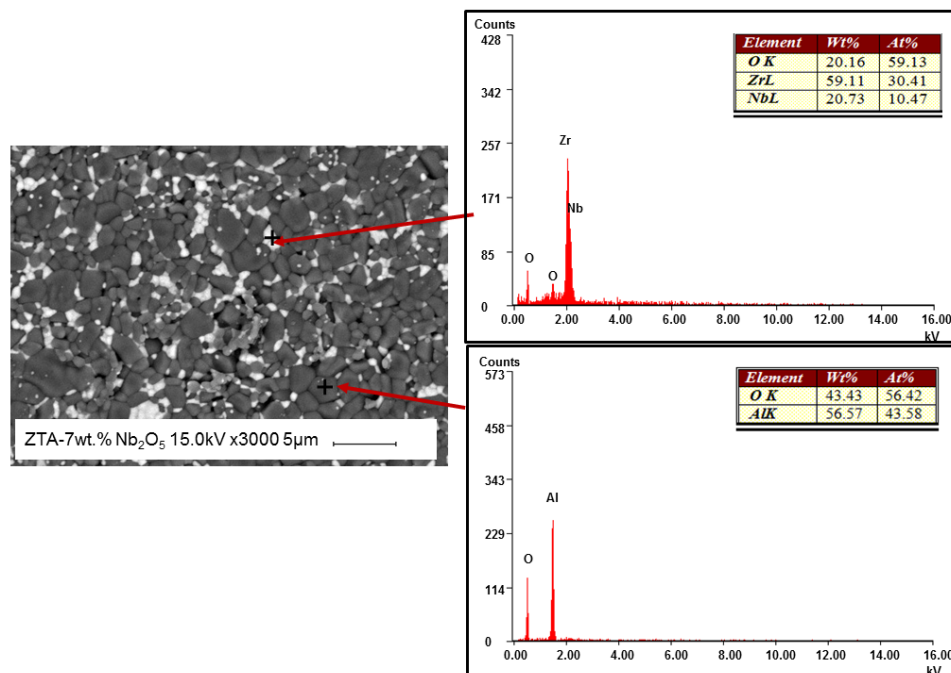 Counts
428
342
257
171
85
0
Zr
Nb
O
O
0.00 2.00 4.00 6.00 8.00 10.00 12.00 14.00 16.00
kV
Element Wt% At%
O K 20.16 59.13
ZrL 59.11 30.41
NbL 20.73 10.47
ZTA-7wt.% Nb₂O₅ 15.0kV x3000 5μm
Counts
573
458
343
229
114
0
Al
O
0.00 2.00 4.00 6.00 8.00 10.00 12.00 14.00 16.00
kV
Element Wt% At%
O K 43.43 56.42
AlK 56.57 43.58